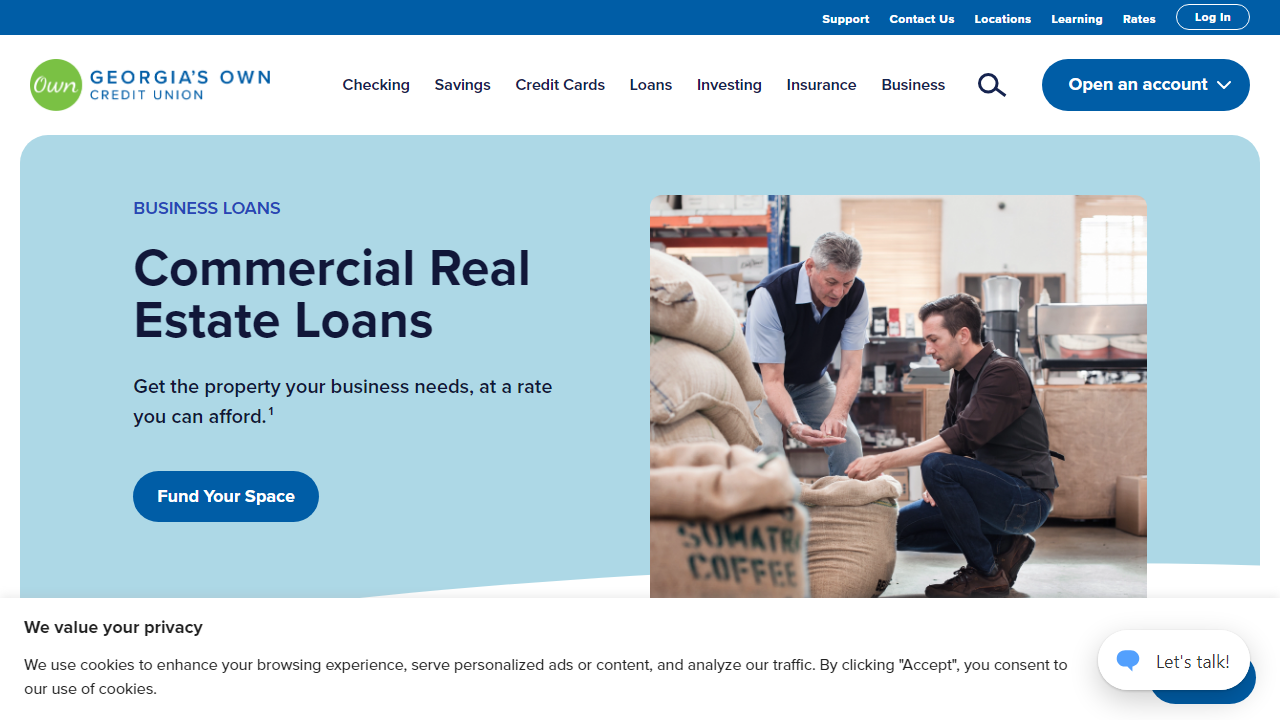 Support Contact Us Locations Learning Rates Log In
Own GEORGIA'S OWN
CREDIT UNION
Checking Savings Credit Cards Loans Investing Insurance Business Open an account
BUSINESS LOANS
Commercial Real
Estate Loans
Get the property your business needs, at a rate
you can afford.¹
Fund Your Space
SUMATRA
COFFEE
We value your privacy
We use cookies to enhance your browsing experience, serve personalized ads or content, and analyze our traffic. By clicking "Accept", you consent to
our use of cookies.
Let's talk!